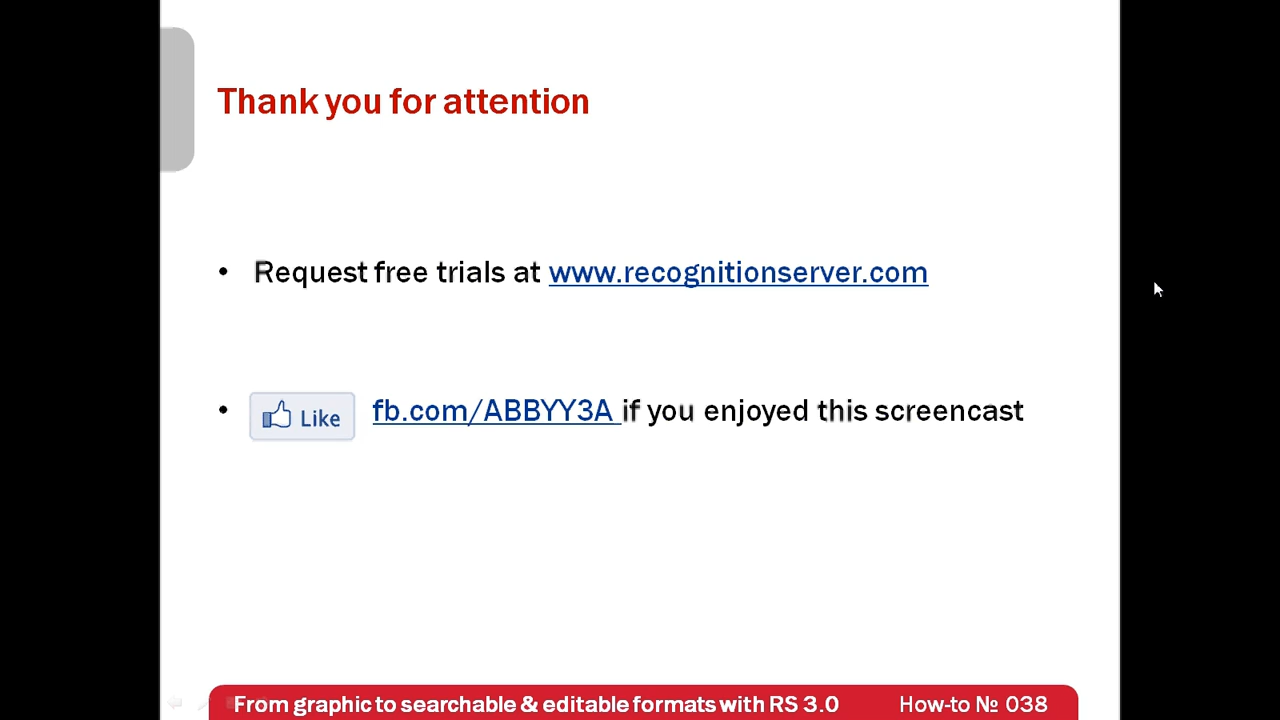 Thank you for attention
• Request free trials at www.recognitionserver.com
• Like fb.com/ABBYY3A if you enjoyed this screencast
From graphic to searchable & editable formats with RS 3.0 How-to № 038